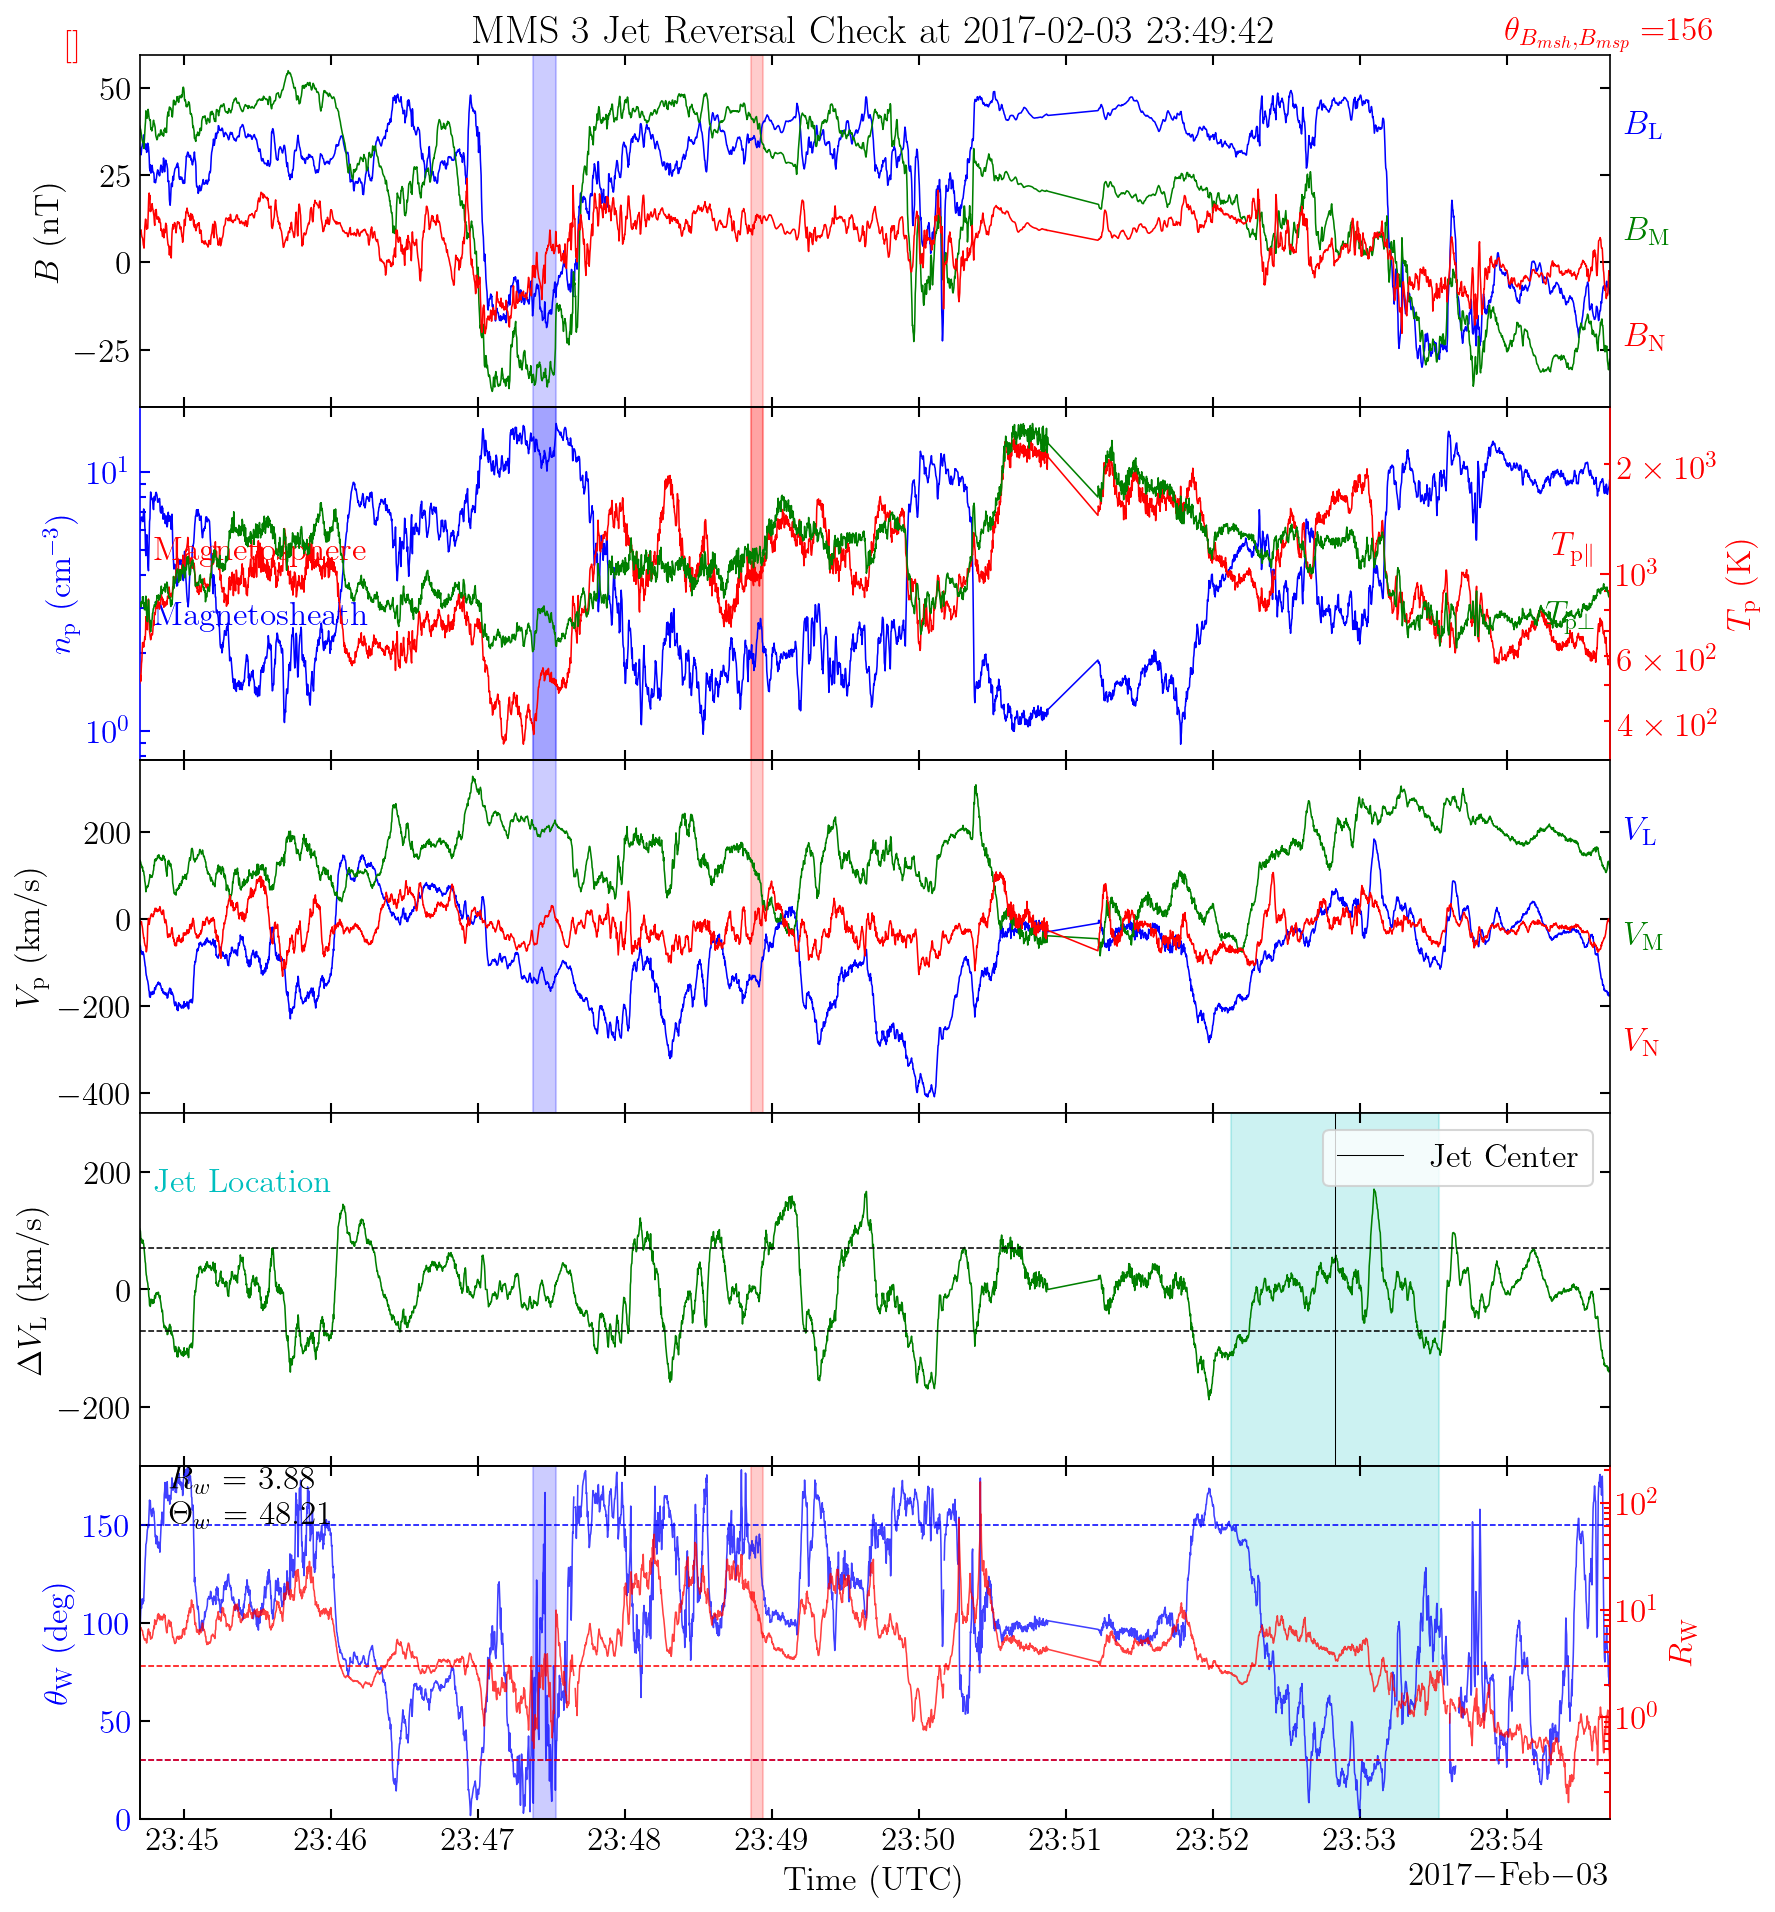 MMS 3 Jet Reversal Check at 2017-02-03 23:49:42
θ_{B_{msh},B_{msp}} =156
[]
50
25
0
−25
B (nT)
B_L
B_M
B_N
10^1
10^0
n_p (cm^{−3})
Magnetosphere
Magnetosheath
T_{p∥}
T_{p⊥}
2 × 10^3
10^3
6 × 10^2
4 × 10^2
T_p (K)
200
0
−200
−400
V_p (km/s)
V_L
V_M
V_N
200
0
−200
ΔV_L (km/s)
Jet Location
Jet Center
R_w = 3.88
Θ_w = 48.21
150
100
50
0
θ_W (deg)
10^2
10^1
10^0
R_W
23:45 23:46 23:47 23:48 23:49 23:50 23:51 23:52 23:53 23:54
Time (UTC)
2017−Feb−03